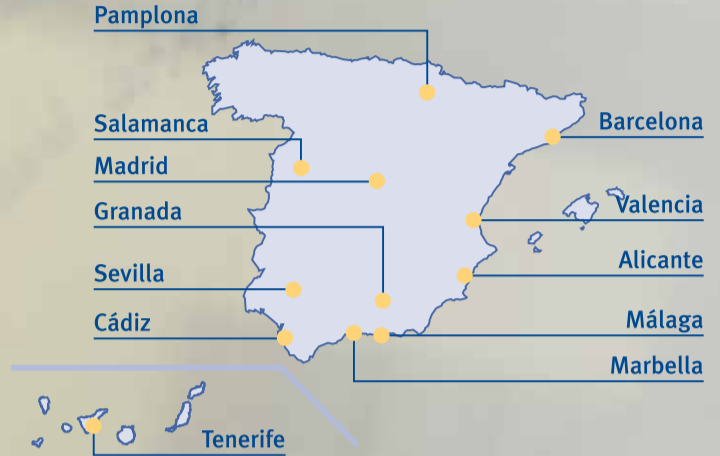 Pamplona
Salamanca
Barcelona
Madrid
Granada
Valencia
Sevilla
Alicante
Cádiz
Málaga
Marbella
Tenerife